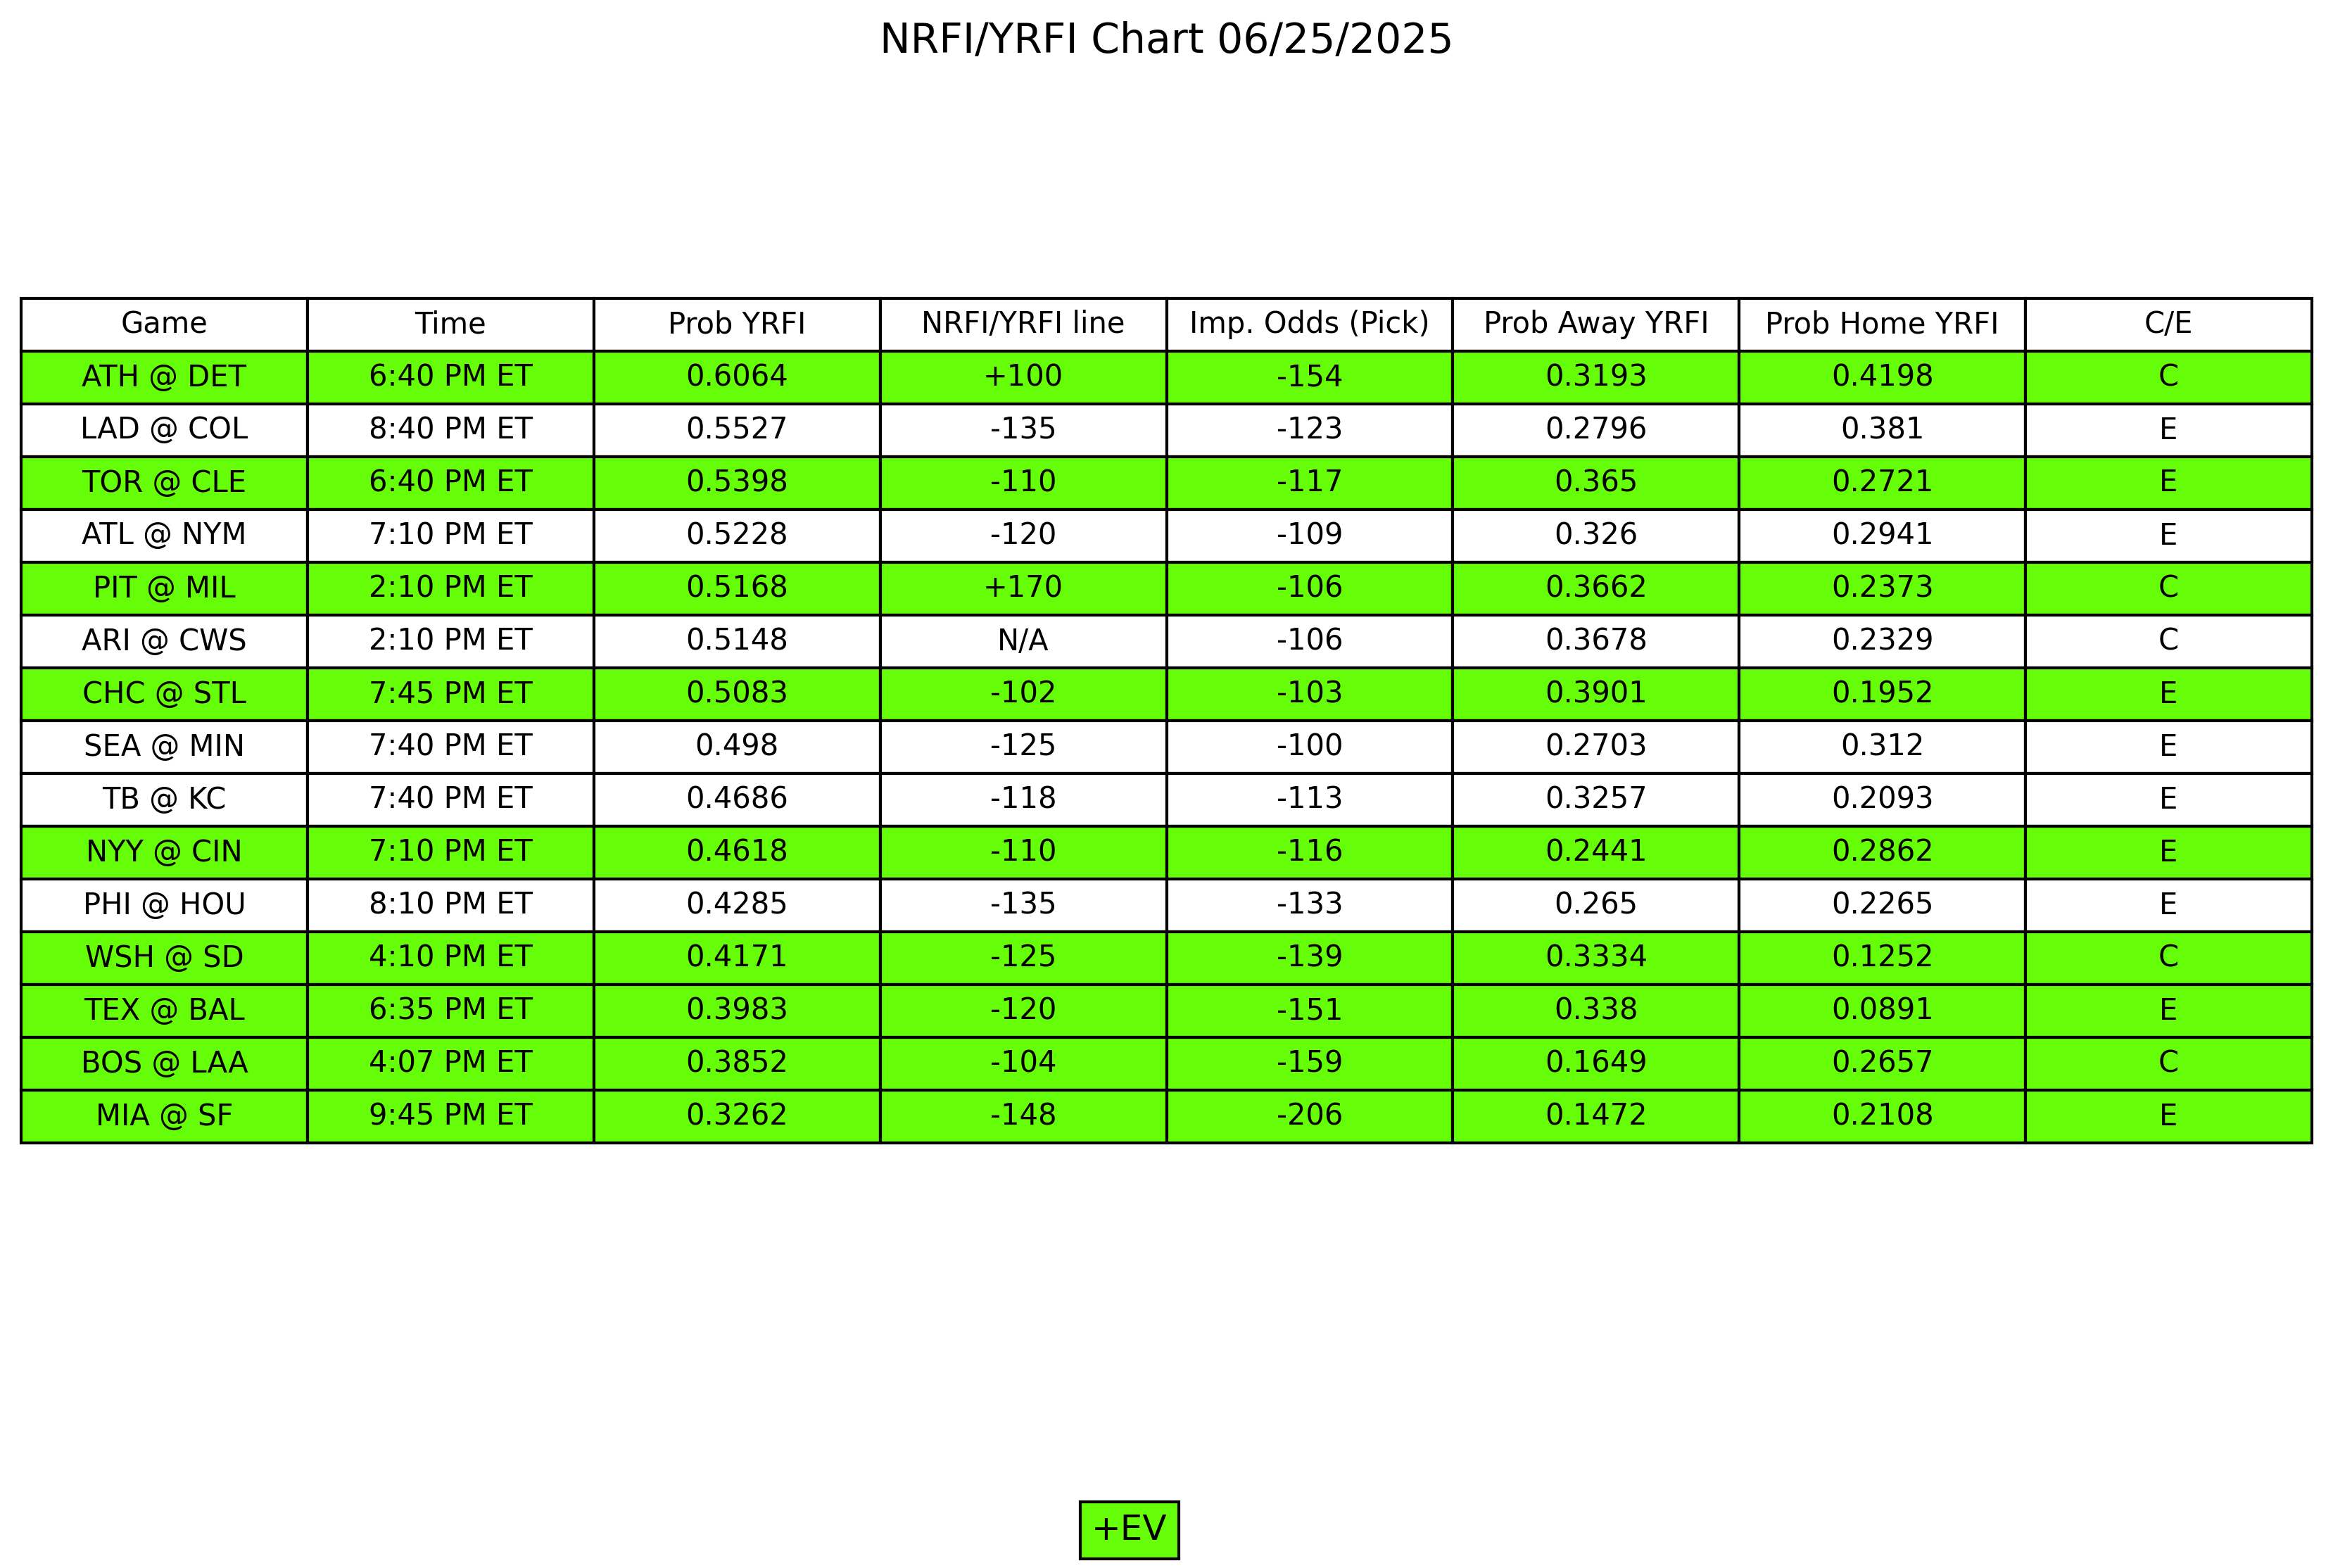 NRFI/YRFI Chart 06/25/2025
Game Time Prob YRFI NRFI/YRFI line Imp. Odds (Pick) Prob Away YRFI Prob Home YRFI C/E
ATH @ DET 6:40 PM ET 0.6064 +100 -154 0.3193 0.4198 C
LAD @ COL 8:40 PM ET 0.5527 -135 -123 0.2796 0.381 E
TOR @ CLE 6:40 PM ET 0.5398 -110 -117 0.365 0.2721 E
ATL @ NYM 7:10 PM ET 0.5228 -120 -109 0.326 0.2941 E
PIT @ MIL 2:10 PM ET 0.5168 +170 -106 0.3662 0.2373 C
ARI @ CWS 2:10 PM ET 0.5148 N/A -106 0.3678 0.2329 C
CHC @ STL 7:45 PM ET 0.5083 -102 -103 0.3901 0.1952 E
SEA @ MIN 7:40 PM ET 0.498 -125 -100 0.2703 0.312 E
TB @ KC 7:40 PM ET 0.4686 -118 -113 0.3257 0.2093 E
NYY @ CIN 7:10 PM ET 0.4618 -110 -116 0.2441 0.2862 E
PHI @ HOU 8:10 PM ET 0.4285 -135 -133 0.265 0.2265 E
WSH @ SD 4:10 PM ET 0.4171 -125 -139 0.3334 0.1252 C
TEX @ BAL 6:35 PM ET 0.3983 -120 -151 0.338 0.0891 E
BOS @ LAA 4:07 PM ET 0.3852 -104 -159 0.1649 0.2657 C
MIA @ SF 9:45 PM ET 0.3262 -148 -206 0.1472 0.2108 E
+EV